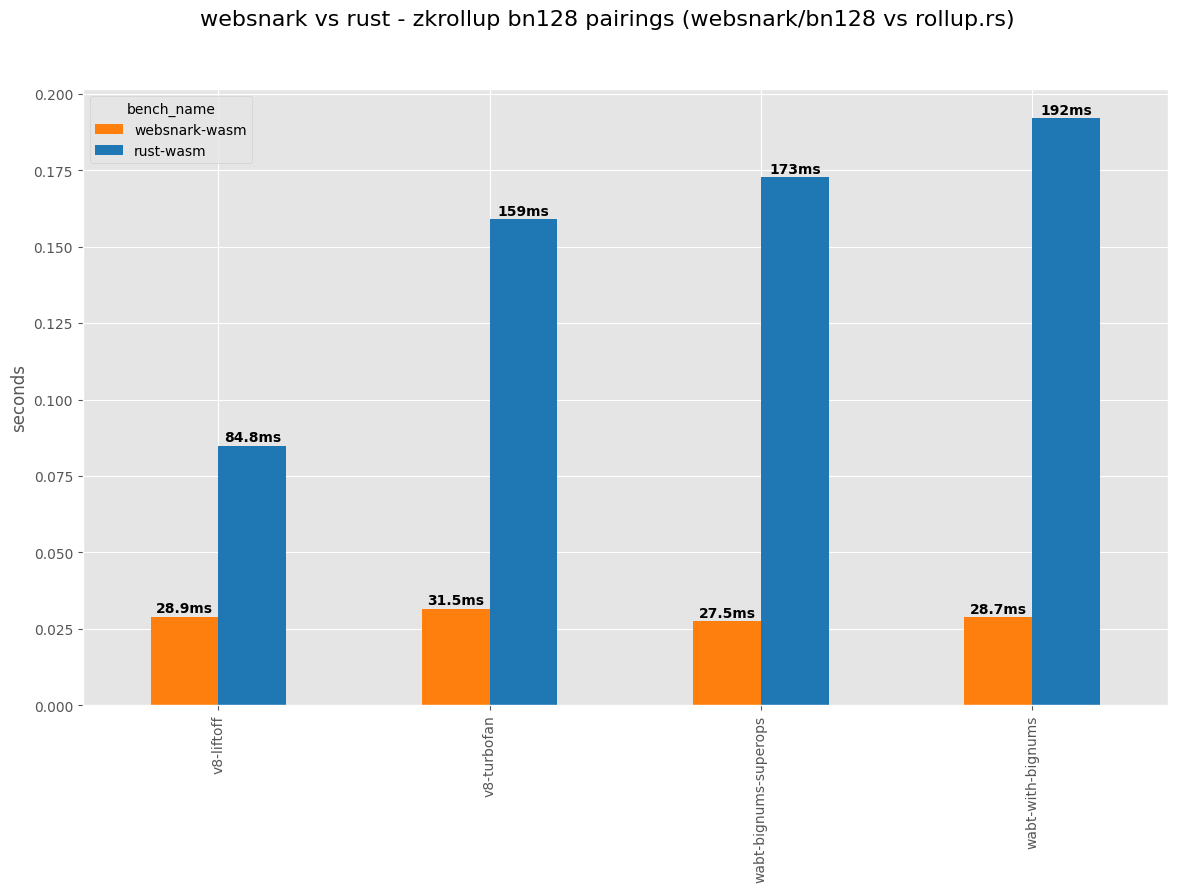 websnark vs rust - zkrollup bn128 pairings (websnark/bn128 vs rollup.rs)
bench_name
websnark-wasm
rust-wasm
seconds
0.200
0.175
0.150
0.125
0.100
0.075
0.050
0.025
0.000
28.9ms
84.8ms
31.5ms
159ms
27.5ms
173ms
28.7ms
192ms
v8-liftoff
v8-turbofan
wabt-bignums-superops
wabt-with-bignums